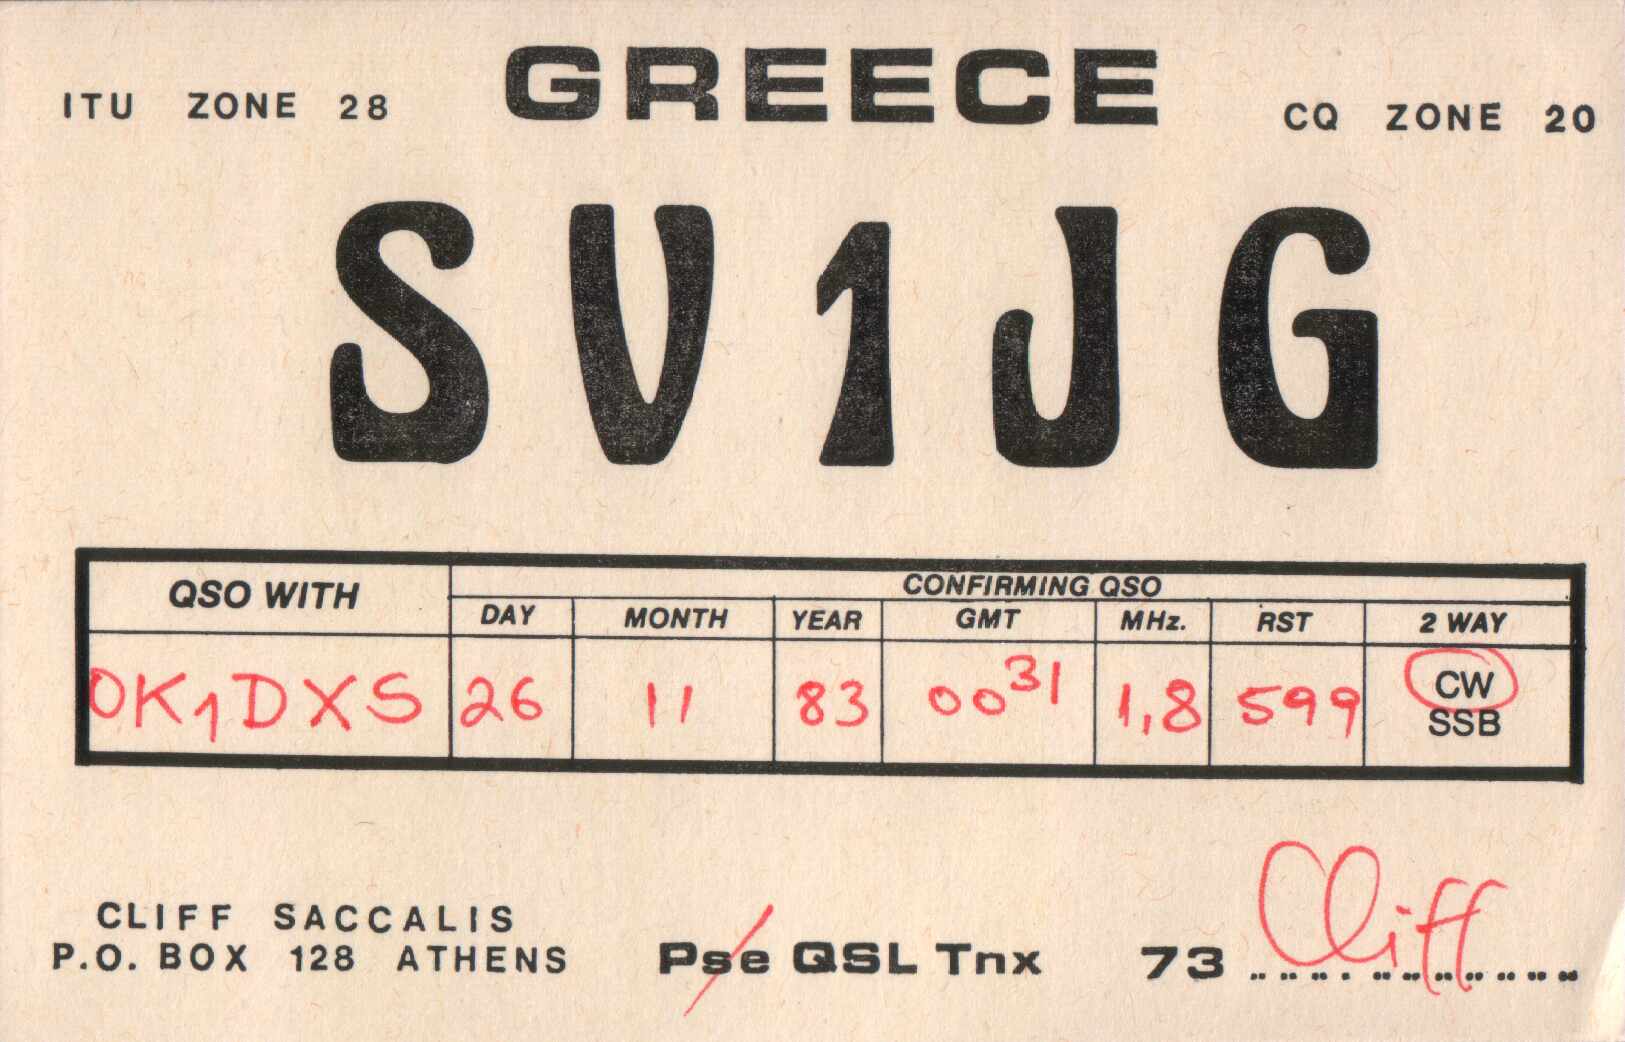 GREECE
ITU ZONE 28
CQ ZONE 20
SV1JG
QSO WITH
CONFIRMING QSO
DAY MONTH YEAR GMT MHz. RST 2 WAY
OK1DXS 26 11 83 0031 1,8 599 CW
SSB
CLIFF SACCALIS
P.O. BOX 128 ATHENS
Pse QSL Tnx
73 Cliff